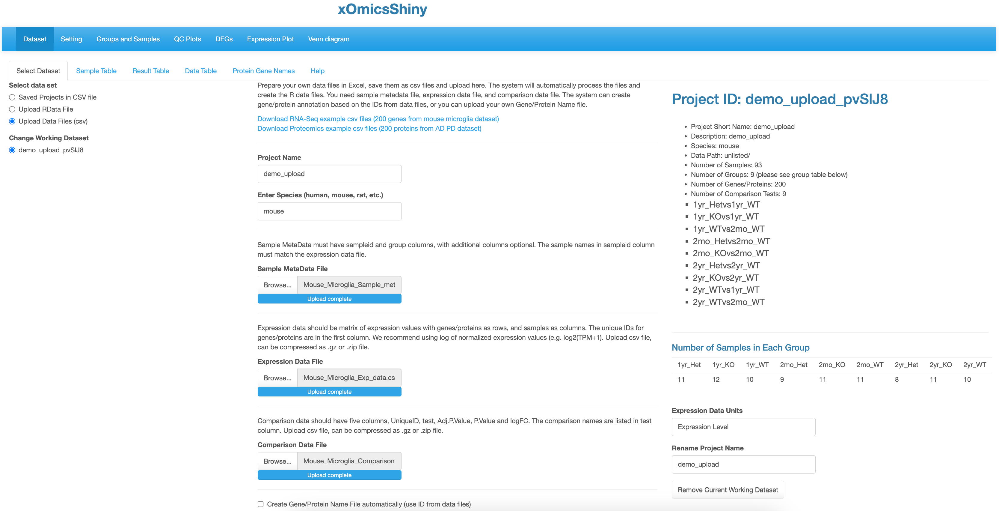 xOmicsShiny
Dataset Setting Groups and Samples QC Plots DEGs Expression Plot Venn diagram
Select Dataset Sample Table Result Table Data Table Protein Gene Names Help
Select data set
Saved Projects in CSV file
Upload RData File
Upload Data Files (csv)
Change Working Dataset
demo_upload_pvSlJ8
Prepare your own data files in Excel, save them as csv files and upload here. The system will automatically process the files and
create the R data files. You need sample metadata file, expression data file, and comparison data file. The system can create
gene/protein annotation based on the IDs from data files, or you can upload your own Gene/Protein Name file.
Download RNA-Seq example csv files (200 genes from mouse microglia dataset)
Download Proteomics example csv files (200 proteins from AD PD dataset)
Project Name
demo_upload
Enter Species (human, mouse, rat, etc.)
mouse
Sample MetaData must have sampleid and group columns, with additional columns optional. The sample names in sampleid column
must match the expression data file.
Sample MetaData File
Browse... Mouse_Microglia_Sample_met
Upload complete
Expression data should be matrix of expression values with genes/proteins as rows, and samples as columns. The unique IDs for
genes/proteins are in the first column. We recommend using log of normalized expression values (e.g. log2(TPM+1). Upload csv file,
can be compressed as .gz or .zip file.
Expression Data File
Browse... Mouse_Microglia_Exp_data.cs
Upload complete
Comparison data should have five columns, UniqueID, test, Adj.P.Value, P.Value and logFC. The comparison names are listed in test
column. Upload csv file, can be compressed as .gz or .zip file.
Comparison Data File
Browse... Mouse_Microglia_Comparison_
Upload complete
Create Gene/Protein Name File automatically (use ID from data files)
Project ID: demo_upload_pvSlJ8
• Project Short Name: demo_upload
• Description: demo_upload
• Species: mouse
• Data Path: unlisted/
• Number of Samples: 93
• Number of Groups: 9 (please see group table below)
• Number of Genes/Proteins: 200
• Number of Comparison Tests: 9
▪ 1yr_Hetvs1yr_WT
▪ 1yr_KOvs1yr_WT
▪ 1yr_WTvs2mo_WT
▪ 2mo_Hetvs2mo_WT
▪ 2mo_KOvs2mo_WT
▪ 2yr_Hetvs2yr_WT
▪ 2yr_KOvs2yr_WT
▪ 2yr_WTvs1yr_WT
▪ 2yr_WTvs2mo_WT
Number of Samples in Each Group
1yr_Het 1yr_KO 1yr_WT 2mo_Het 2mo_KO 2mo_WT 2yr_Het 2yr_KO 2yr_WT
11 12 10 9 11 11 8 11 10
Expression Data Units
Expression Level
Rename Project Name
demo_upload
Remove Current Working Dataset